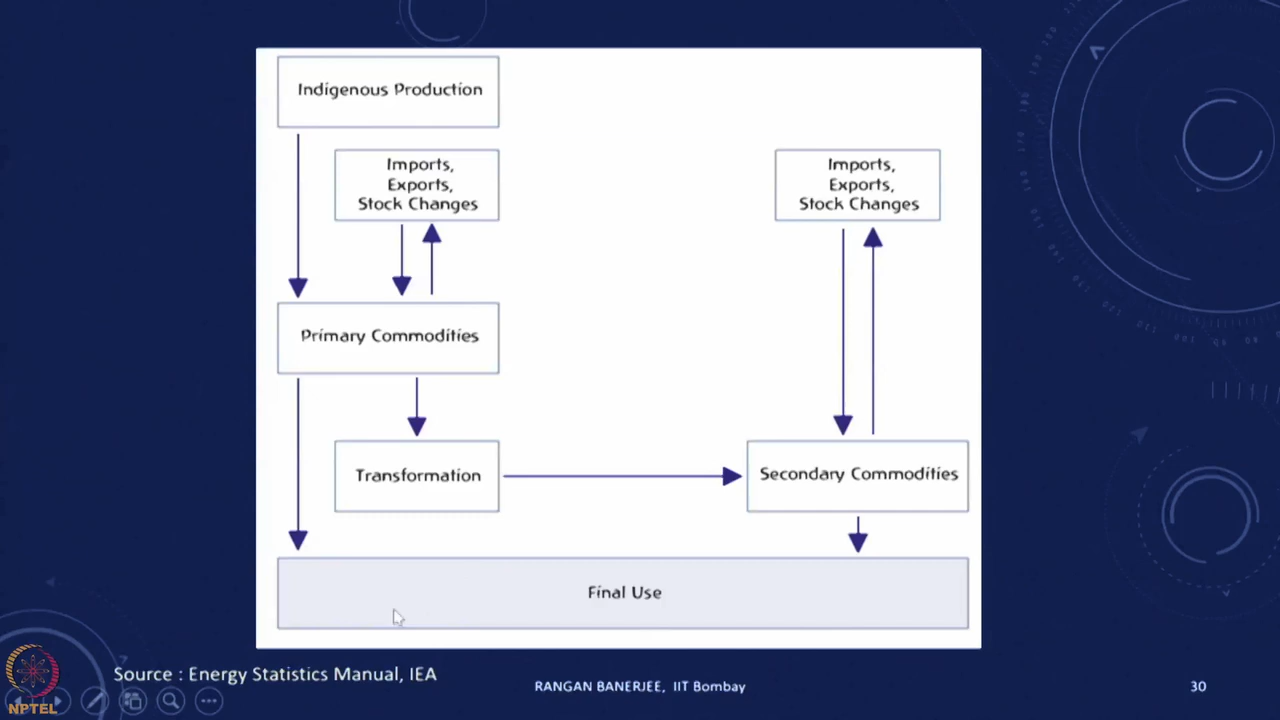 Indigenous Production
Imports,
Exports,
Stock Changes
Imports,
Exports,
Stock Changes
Primary Commodities
Transformation
Secondary Commodities
Final Use
Source : Energy Statistics Manual, IEA
RANGAN BANERJEE, IIT Bombay
30
NPTEL